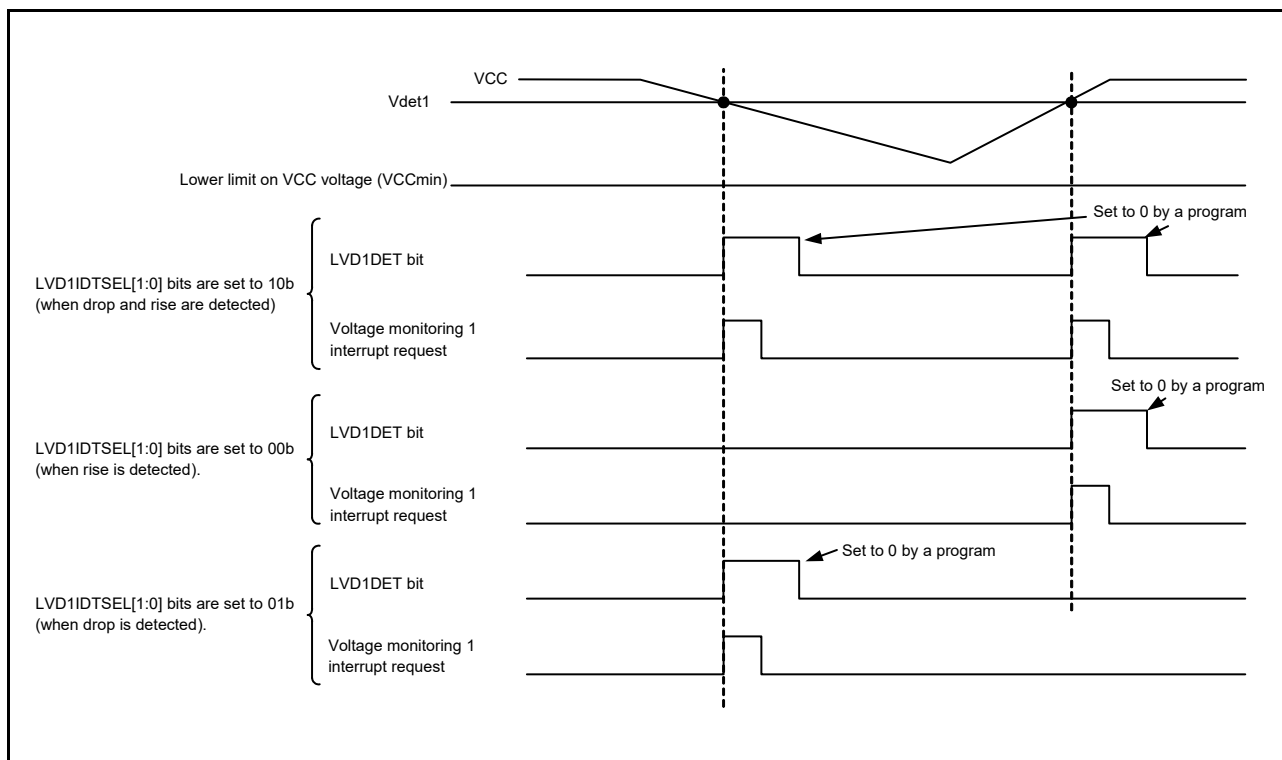 VCC
Vdet1
Lower limit on VCC voltage (VCCmin)
Set to 0 by a program
LVD1DET bit
LVD1IDTSEL[1:0] bits are set to 10b
(when drop and rise are detected)
Voltage monitoring 1
interrupt request
Set to 0 by a program
LVD1DET bit
LVD1IDTSEL[1:0] bits are set to 00b
(when rise is detected).
Voltage monitoring 1
interrupt request
Set to 0 by a program
LVD1DET bit
LVD1IDTSEL[1:0] bits are set to 01b
(when drop is detected).
Voltage monitoring 1
interrupt request